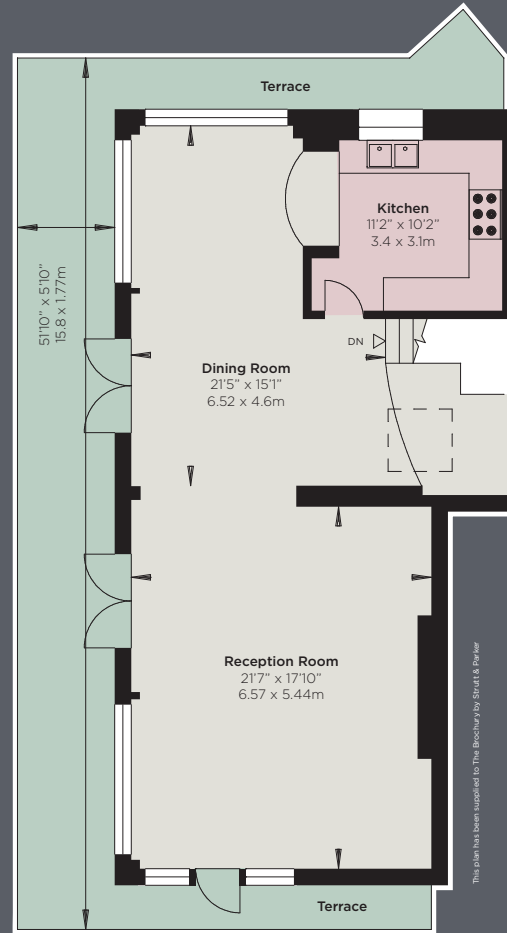 Terrace
Kitchen
11'2" x 10'2"
3.4 x 3.1m
51'10" x 5'10"
15.8 x 1.77m
DN
Dining Room
21'5" x 15'1"
6.52 x 4.6m
Reception Room
21'7" x 17'10"
6.57 x 5.44m
This plan has been supplied to The Brochury by Strutt & Parker
Terrace